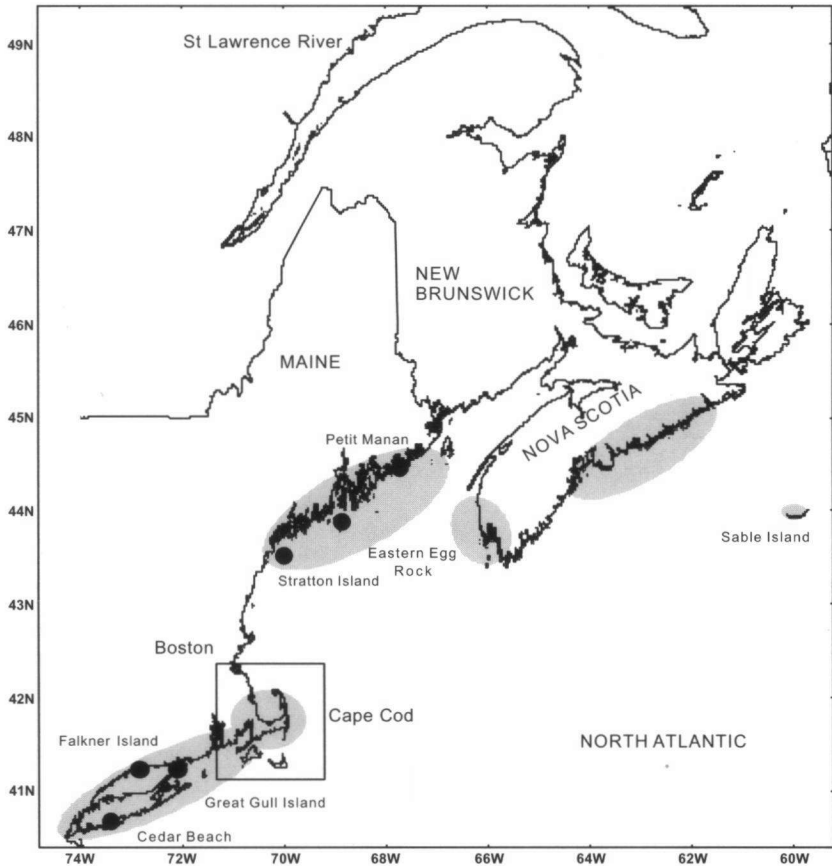 49N
St Lawrence River
48N
47N
NEW
BRUNSWICK
46N
MAINE
45N
NOVA SCOTIA
Petit Manan
44N
Eastern Egg
Rock
Sable Island
Stratton Island
43N
Boston
42N
Cape Cod
Falkner Island
NORTH ATLANTIC
41N
Great Gull Island
Cedar Beach
74W 72W 70W 68W 66W 64W 62W 60W